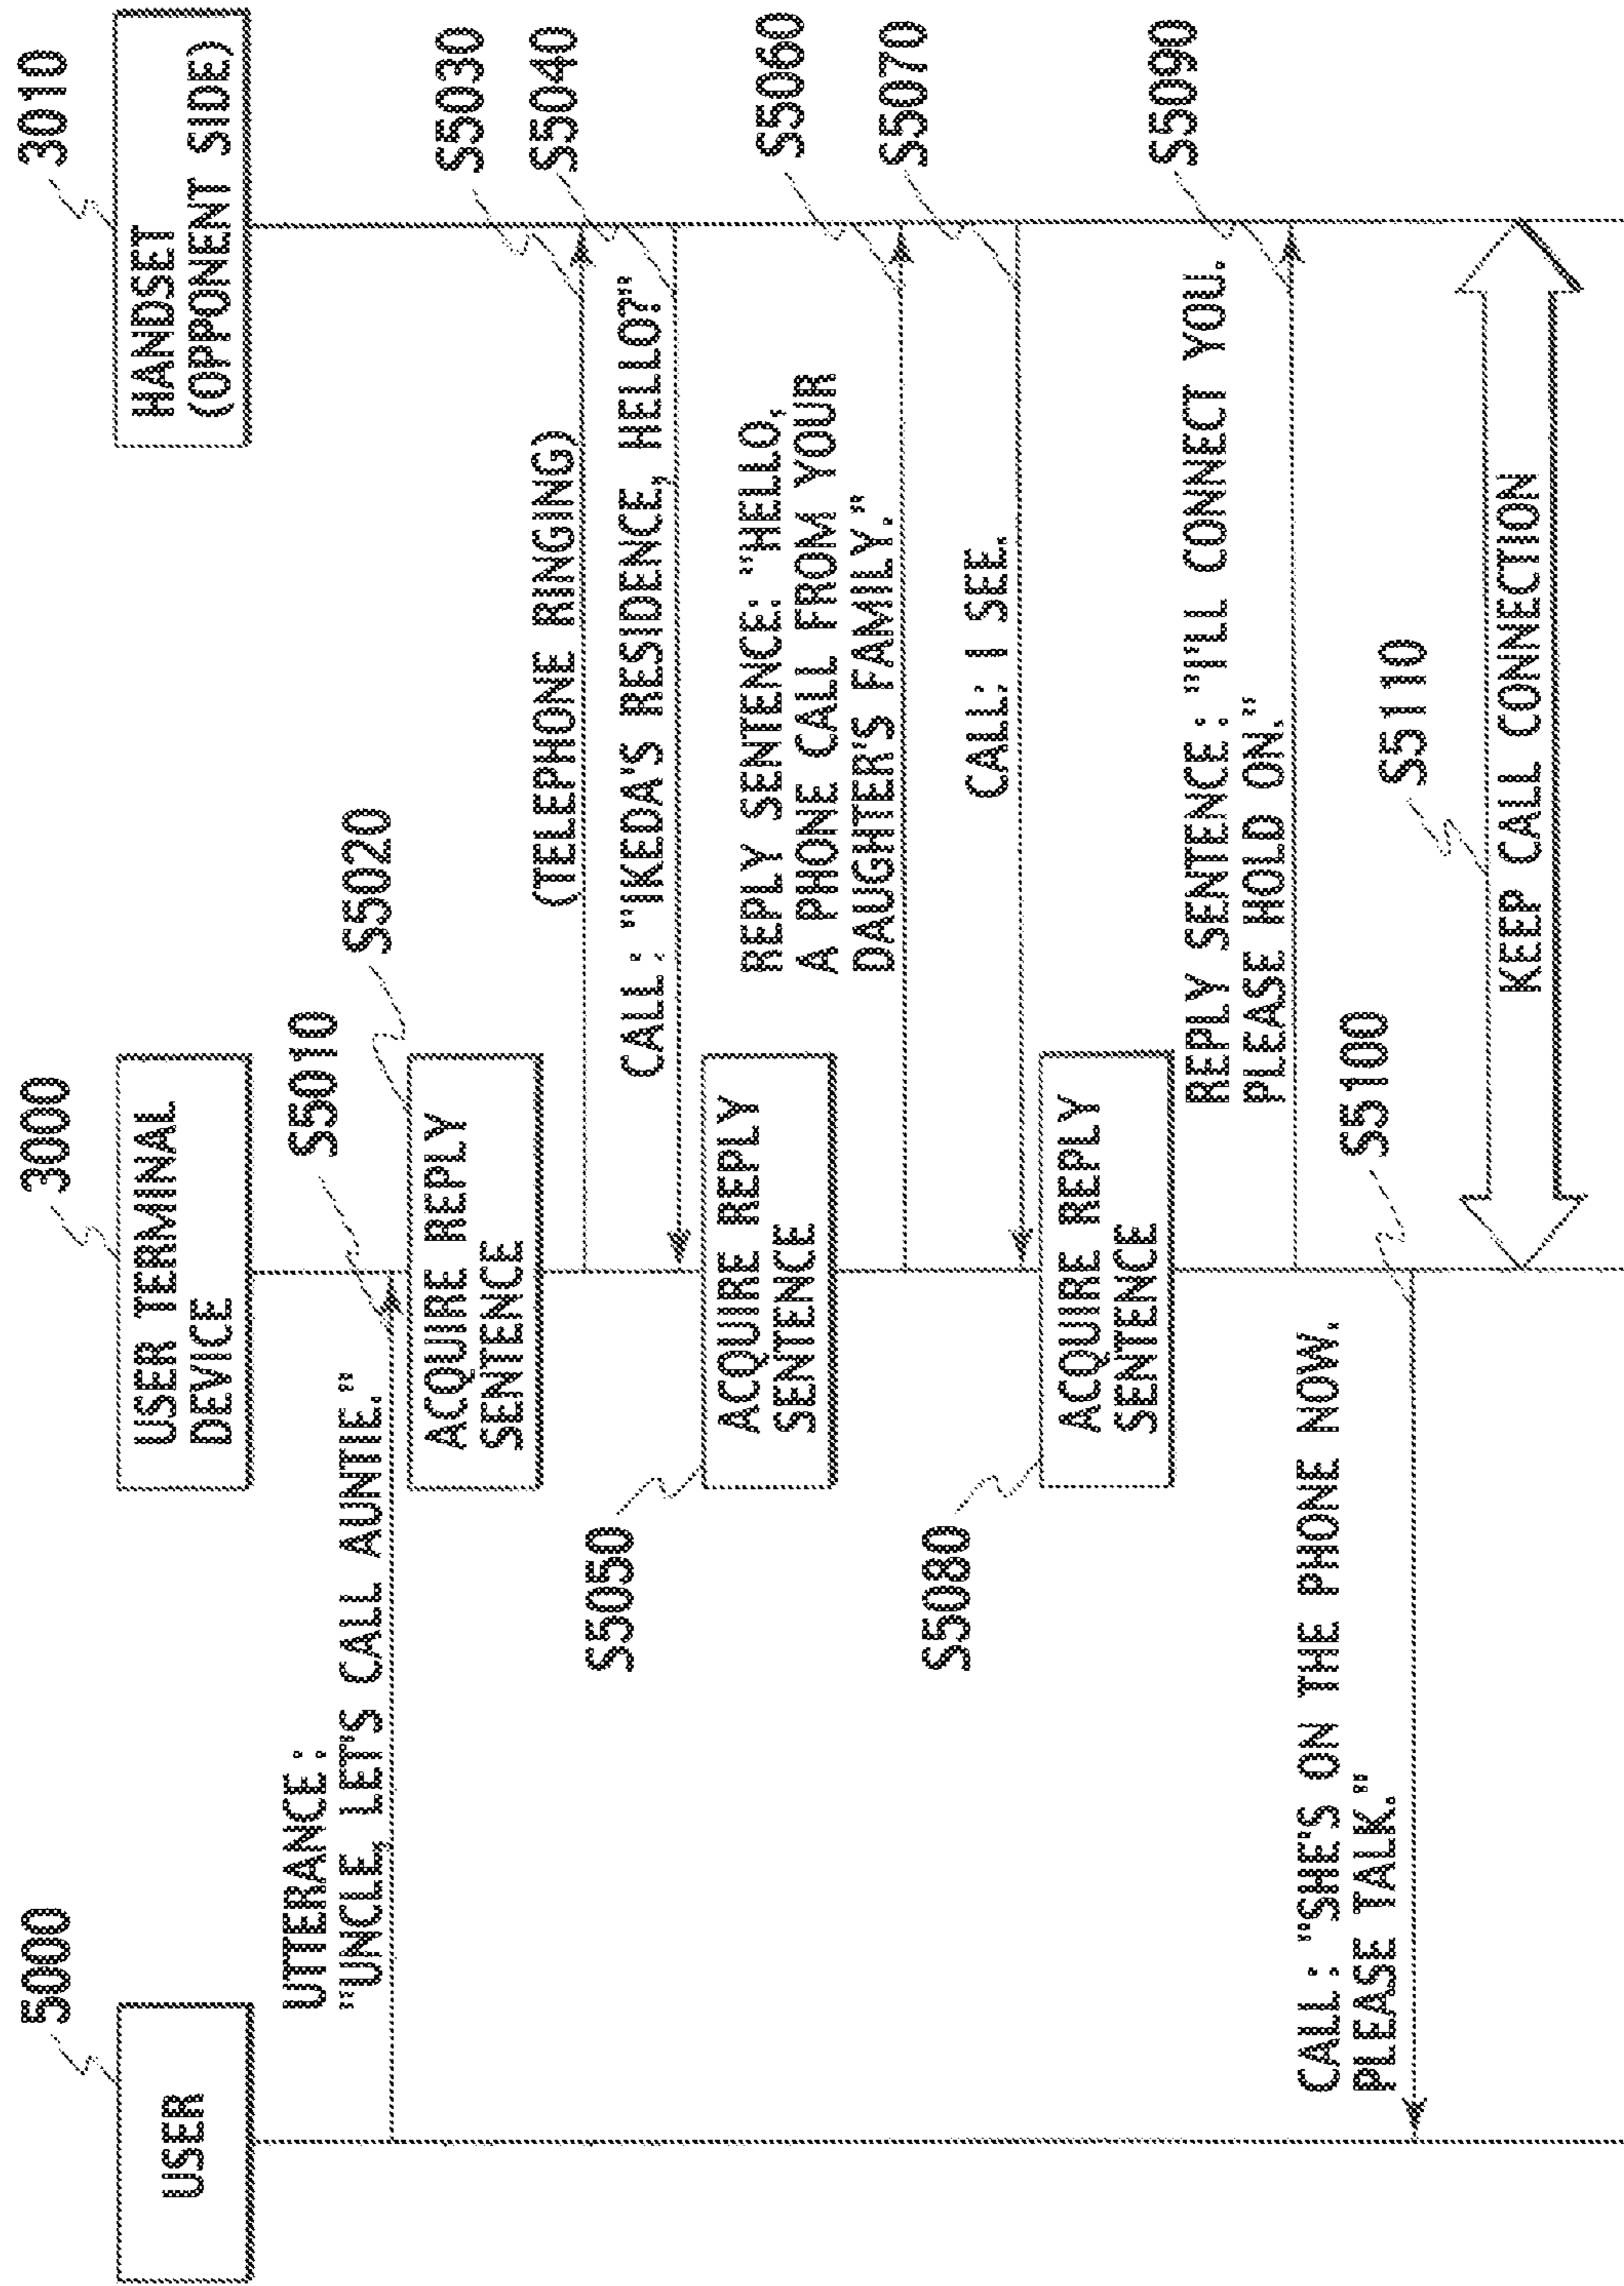 5000
USER
3000
USER TERMINAL
DEVICE
3010
HANDSET
(OPPONENT SIDE)
UTTERANCE:
"UNCLE, LET'S CALL AUNTIE."
S5010
S5020
ACQUIRE REPLY
SENTENCE
(TELEPHONE RINGING)
S5030
CALL: "IKEDA'S RESIDENCE, HELLO?"
S5040
S5050
ACQUIRE REPLY
SENTENCE
REPLY SENTENCE: "HELLO,
A PHONE CALL FROM YOUR
DAUGHTER'S FAMILY."
S5060
CALL: I SEE.
S5070
S5080
ACQUIRE REPLY
SENTENCE
REPLY SENTENCE: "I'LL CONNECT YOU.
PLEASE HOLD ON."
S5090
CALL: "SHE'S ON THE PHONE NOW.
PLEASE TALK."
S5100
S5110
KEEP CALL CONNECTION